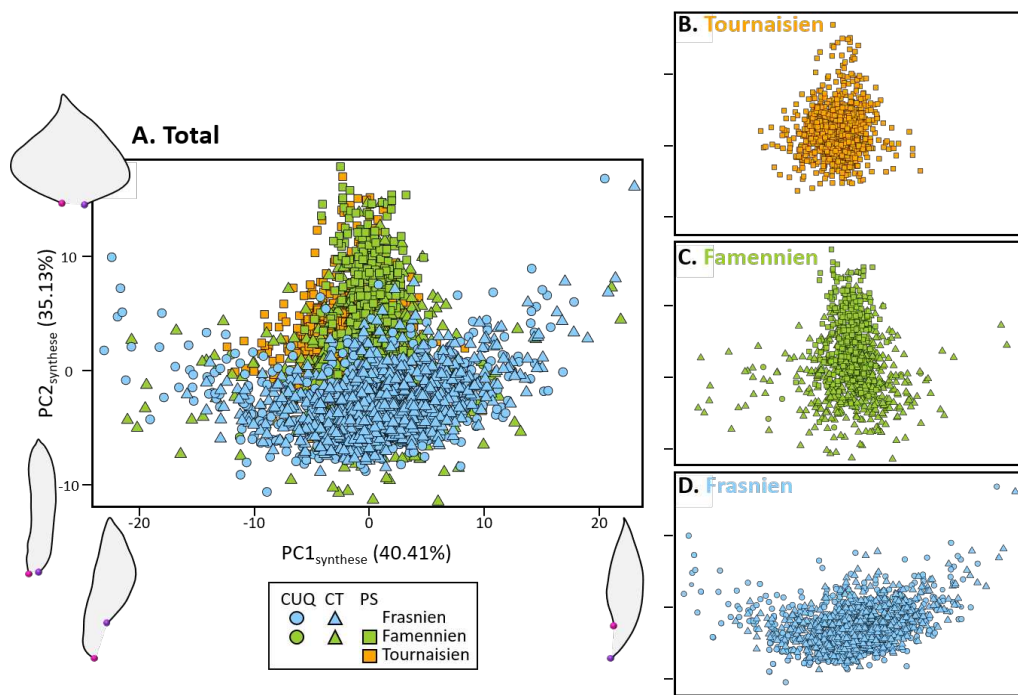 A. Total
PC2synthese (35.13%)
10
0
-10
-20
-10
0
10
20
PC1synthese (40.41%)
CUQ CT PS
Frasnien
Famennien
Tournaisien
B. Tournaisien
C. Famennien
D. Frasnien